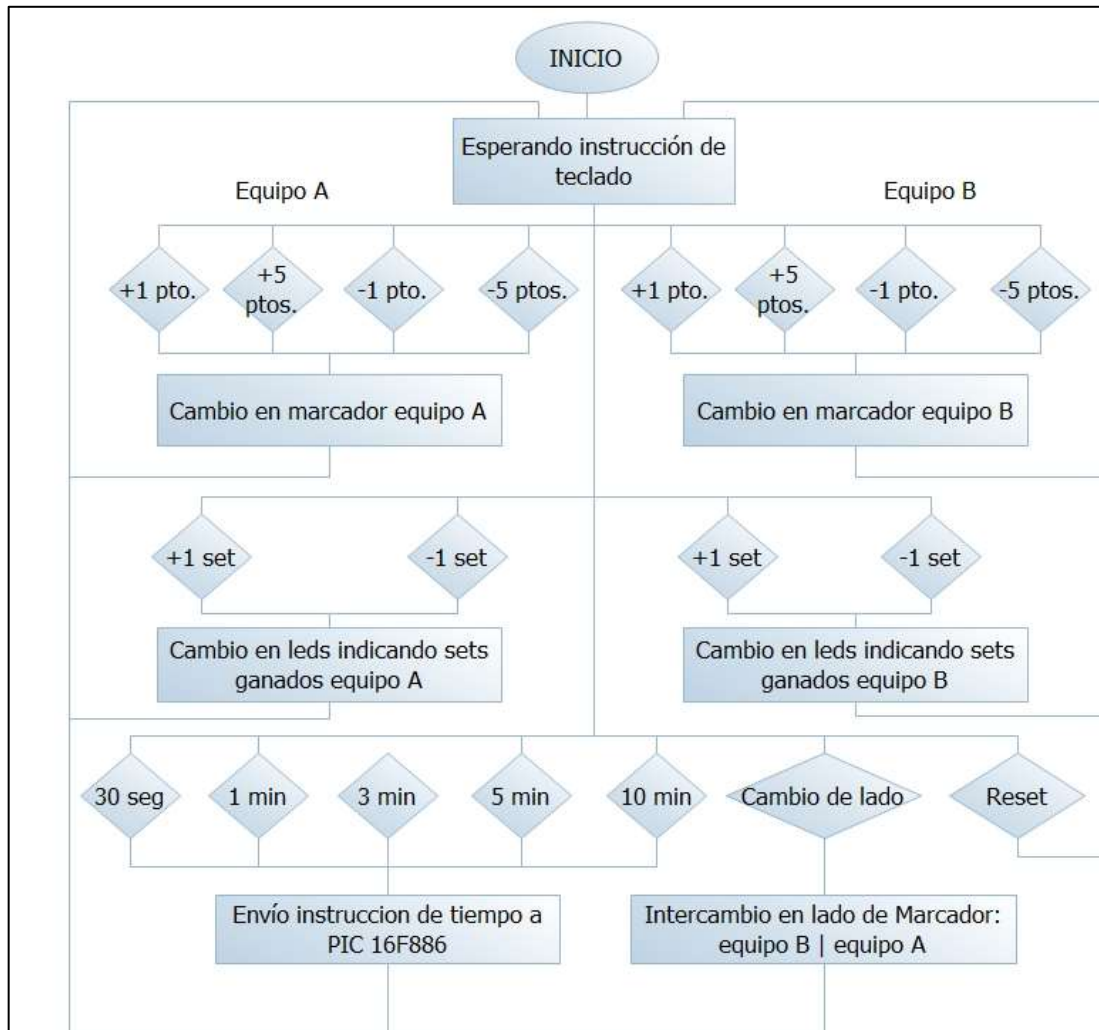 INICIO
Esperando instrucción de
teclado
Equipo A
Equipo B
+1 pto.
+5
ptos.
-1 pto.
-5 ptos.
+1 pto.
+5
ptos.
-1 pto.
-5 ptos.
Cambio en marcador equipo A
Cambio en marcador equipo B
+1 set
-1 set
+1 set
-1 set
Cambio en leds indicando sets
ganados equipo A
Cambio en leds indicando sets
ganados equipo B
30 seg
1 min
3 min
5 min
10 min
Cambio de lado
Reset
Envío instruccion de tiempo a
PIC 16F886
Intercambio en lado de Marcador:
equipo B | equipo A